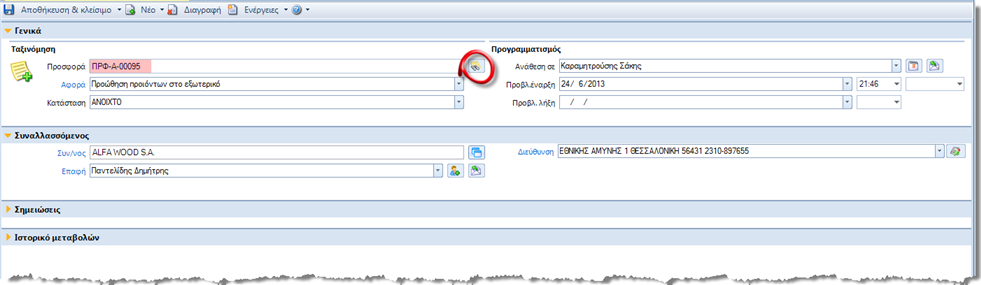 Αποθήκευση & κλείσιμο Νέο Διαγραφή Ενέργειες
Γενικά
Ταξινόμηση Προγραμματισμός
Προσφορά ΠΡΦ-Α-00095 Ανάθεση σε Καραμητρούσης Σάκης
Αφορά Προώθηση προιόντων στο εξωτερικό Προβλ.έναρξη 24/ 6/2013 21:46
Κατάσταση ΑΝΟΙΧΤΟ Προβλ. λήξη / /
Συναλλασσόμενος
Συν/νος ALFA WOOD S.A. Διεύθυνση ΕΘΝΙΚΗΣ ΑΜΥΝΗΣ 1 ΘΕΣΣΑΛΟΝΙΚΗ 56431 2310-897655
Επαφή Παντελίδης Δημήτρης
Σημειώσεις
Ιστορικό μεταβολών